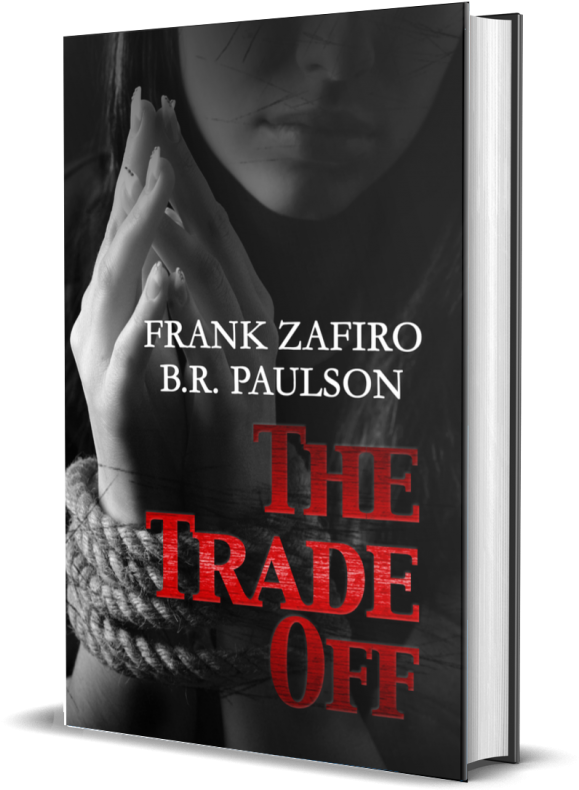 FRANK ZAFIRO
B.R. PAULSON
THE
TRADE
OFF